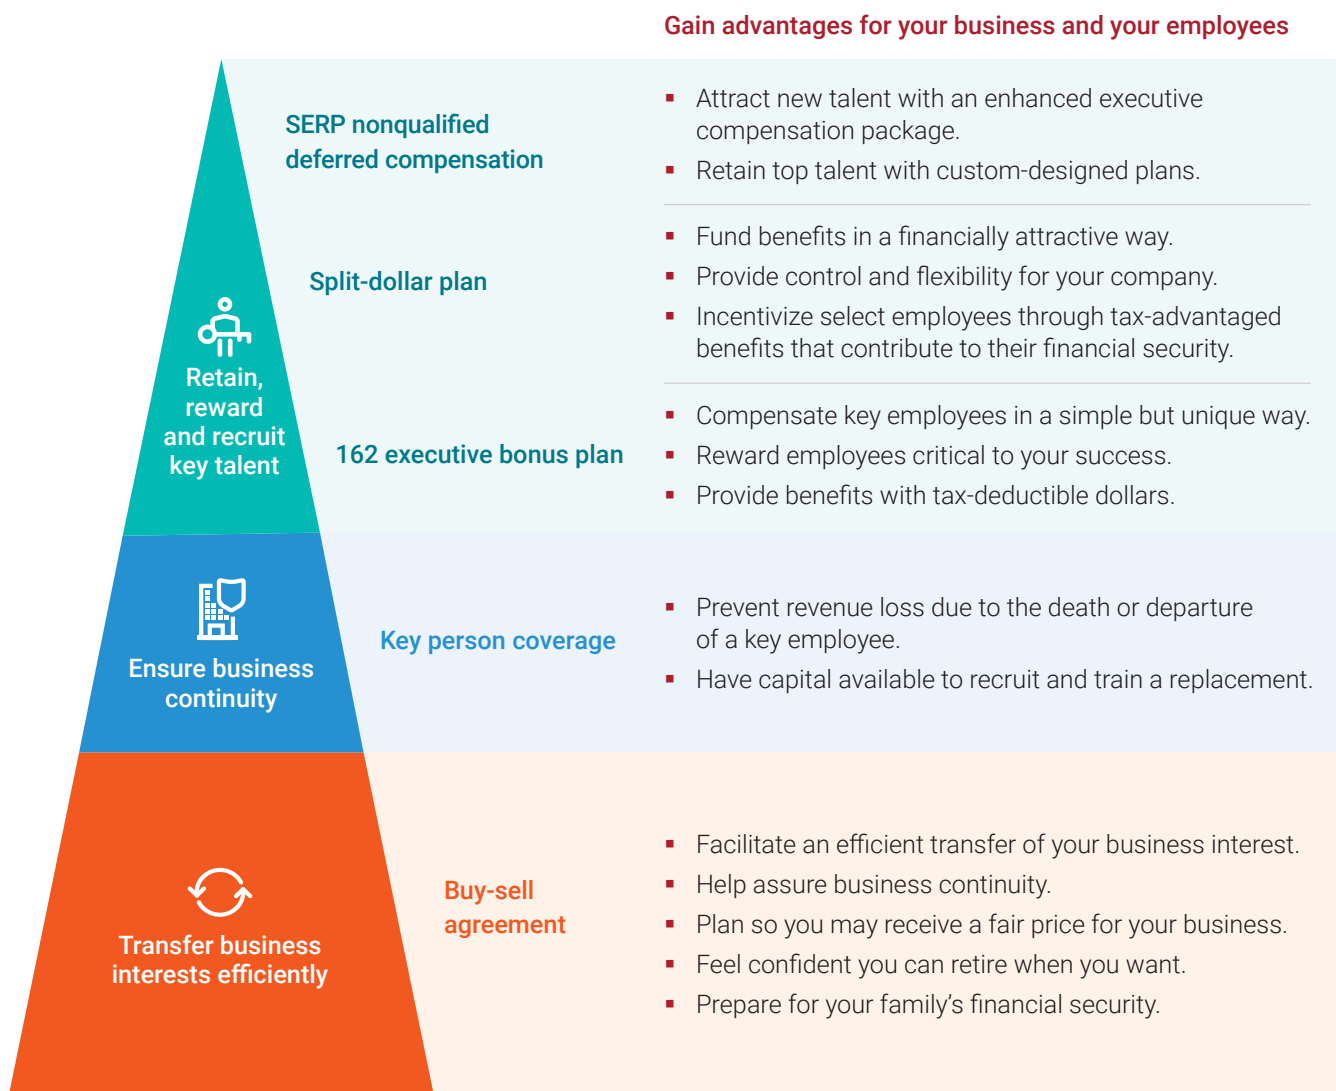 Gain advantages for your business and your employees
SERP nonqualified
deferred compensation
▪ Attract new talent with an enhanced executive
compensation package.
▪ Retain top talent with custom-designed plans.
Split-dollar plan
▪ Fund benefits in a financially attractive way.
▪ Provide control and flexibility for your company.
▪ Incentivize select employees through tax-advantaged
benefits that contribute to their financial security.
Retain,
reward
and recruit
key talent
162 executive bonus plan
▪ Compensate key employees in a simple but unique way.
▪ Reward employees critical to your success.
▪ Provide benefits with tax-deductible dollars.
Ensure business
continuity
Key person coverage
▪ Prevent revenue loss due to the death or departure
of a key employee.
▪ Have capital available to recruit and train a replacement.
Transfer business
interests efficiently
Buy-sell
agreement
▪ Facilitate an efficient transfer of your business interest.
▪ Help assure business continuity.
▪ Plan so you may receive a fair price for your business.
▪ Feel confident you can retire when you want.
▪ Prepare for your family’s financial security.